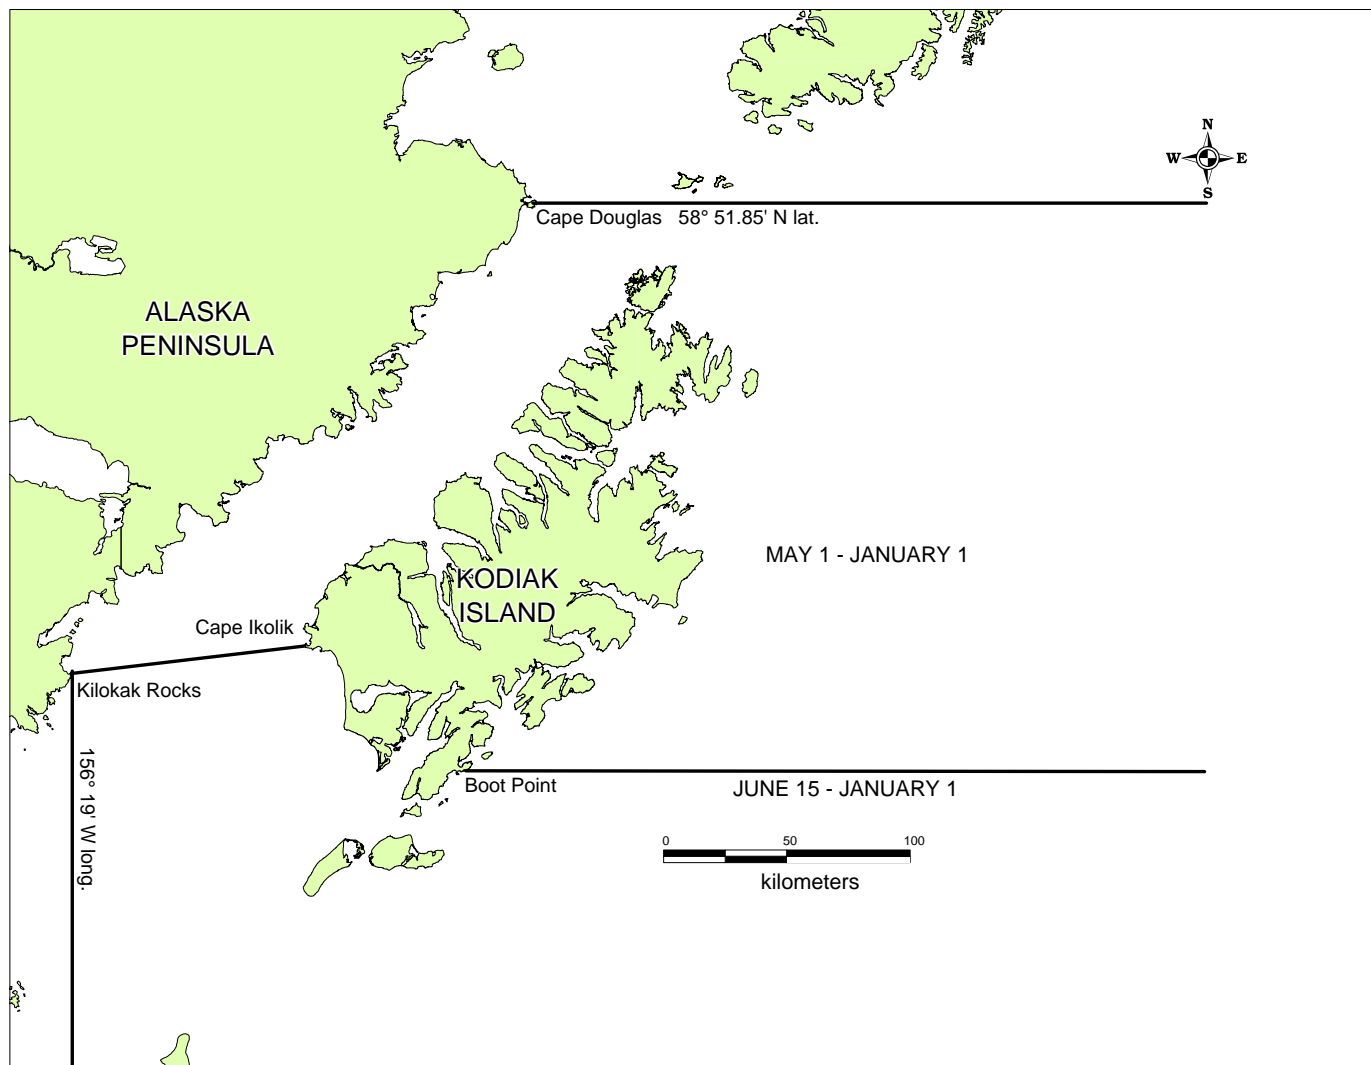 N
W E
S
Cape Douglas 58° 51.85' N lat.
ALASKA
PENINSULA
MAY 1 - JANUARY 1
KODIAK
ISLAND
Cape Ikolik
Kilokak Rocks
156° 19' W long.
Boot Point
JUNE 15 - JANUARY 1
0 50 100
kilometers